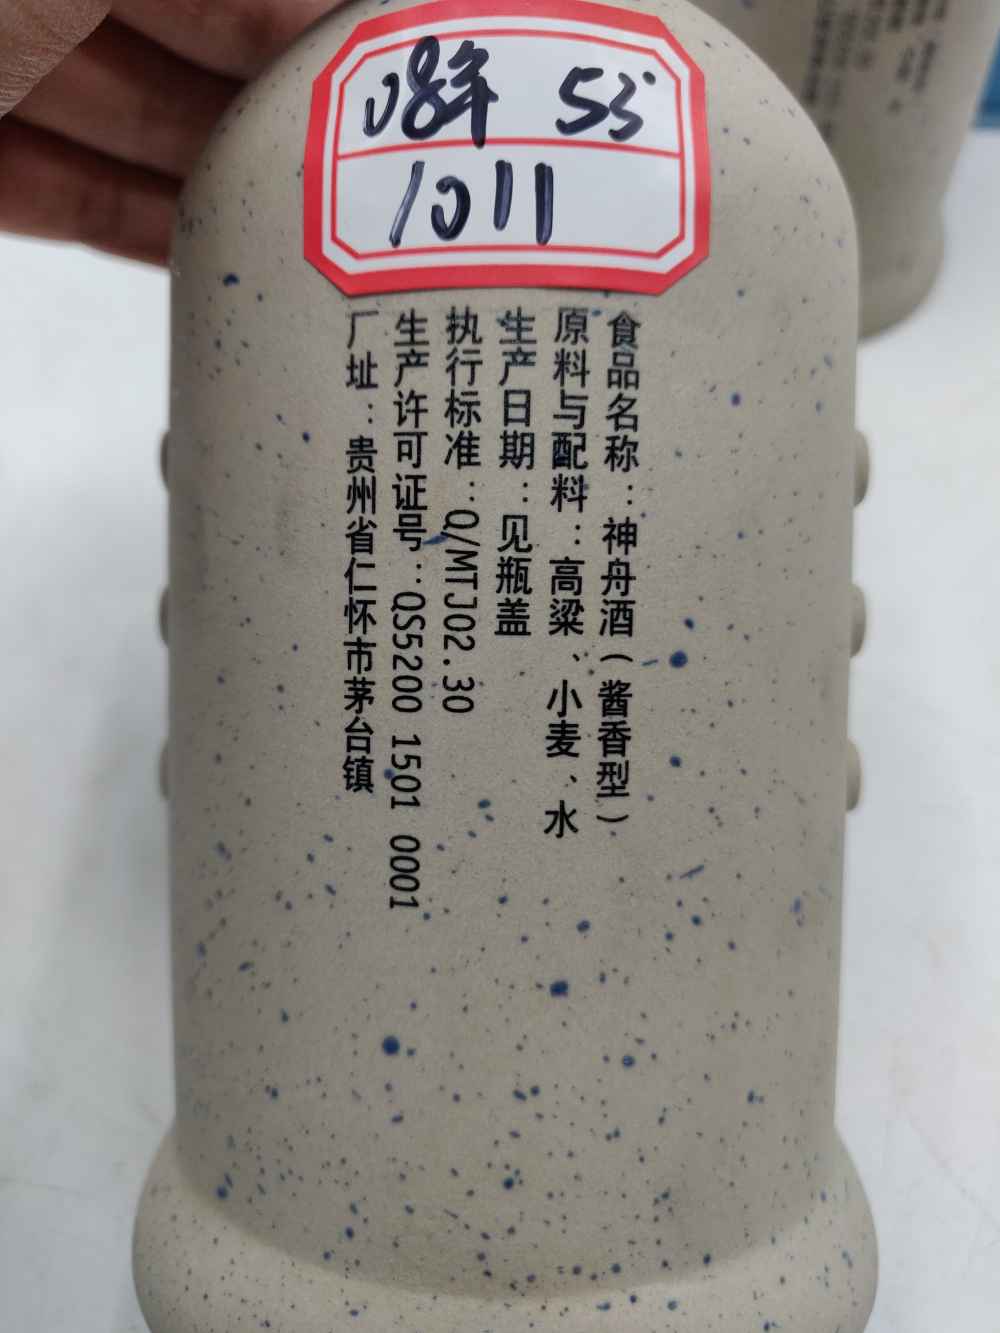 08年 53°
1011
食品名称：神舟酒（酱香型）
原料与配料：高粱、小麦、水
生产日期：见瓶盖
执行标准：Q/MTJ02.30
生产许可证号：QS5200 1501 0001
厂址：贵州省仁怀市茅台镇